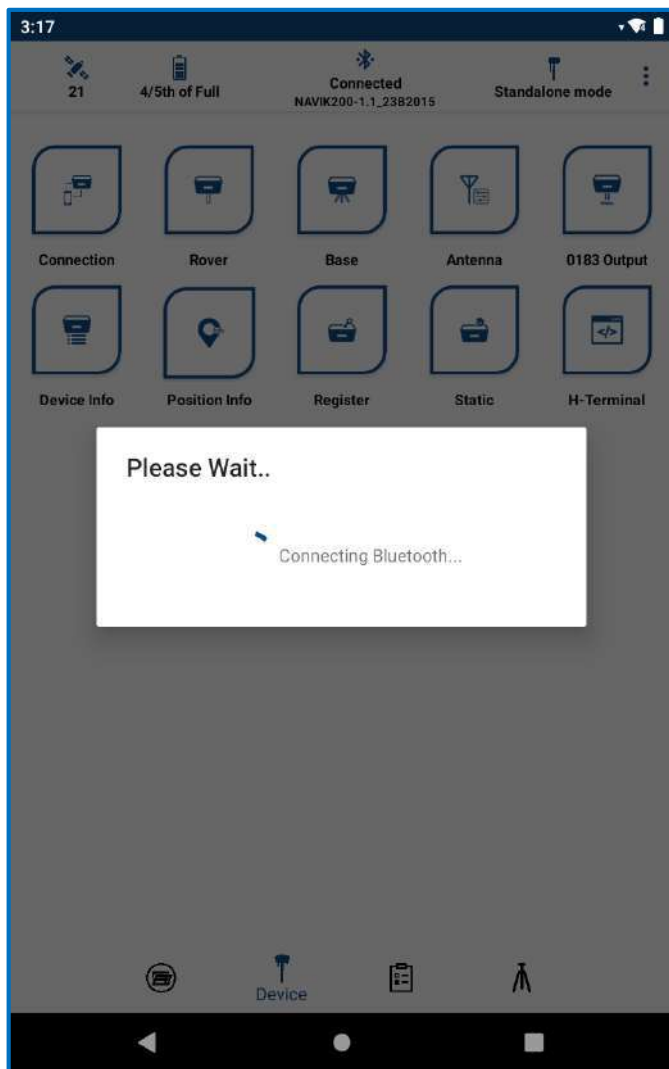 3:17
21
4/5th of Full
Connected
NAVIK200-1.1_23B2015
Standalone mode
Connection
Rover
Base
Antenna
0183 Output
Device Info
Position Info
Register
Static
H-Terminal
Please Wait..
Connecting Bluetooth...
Device